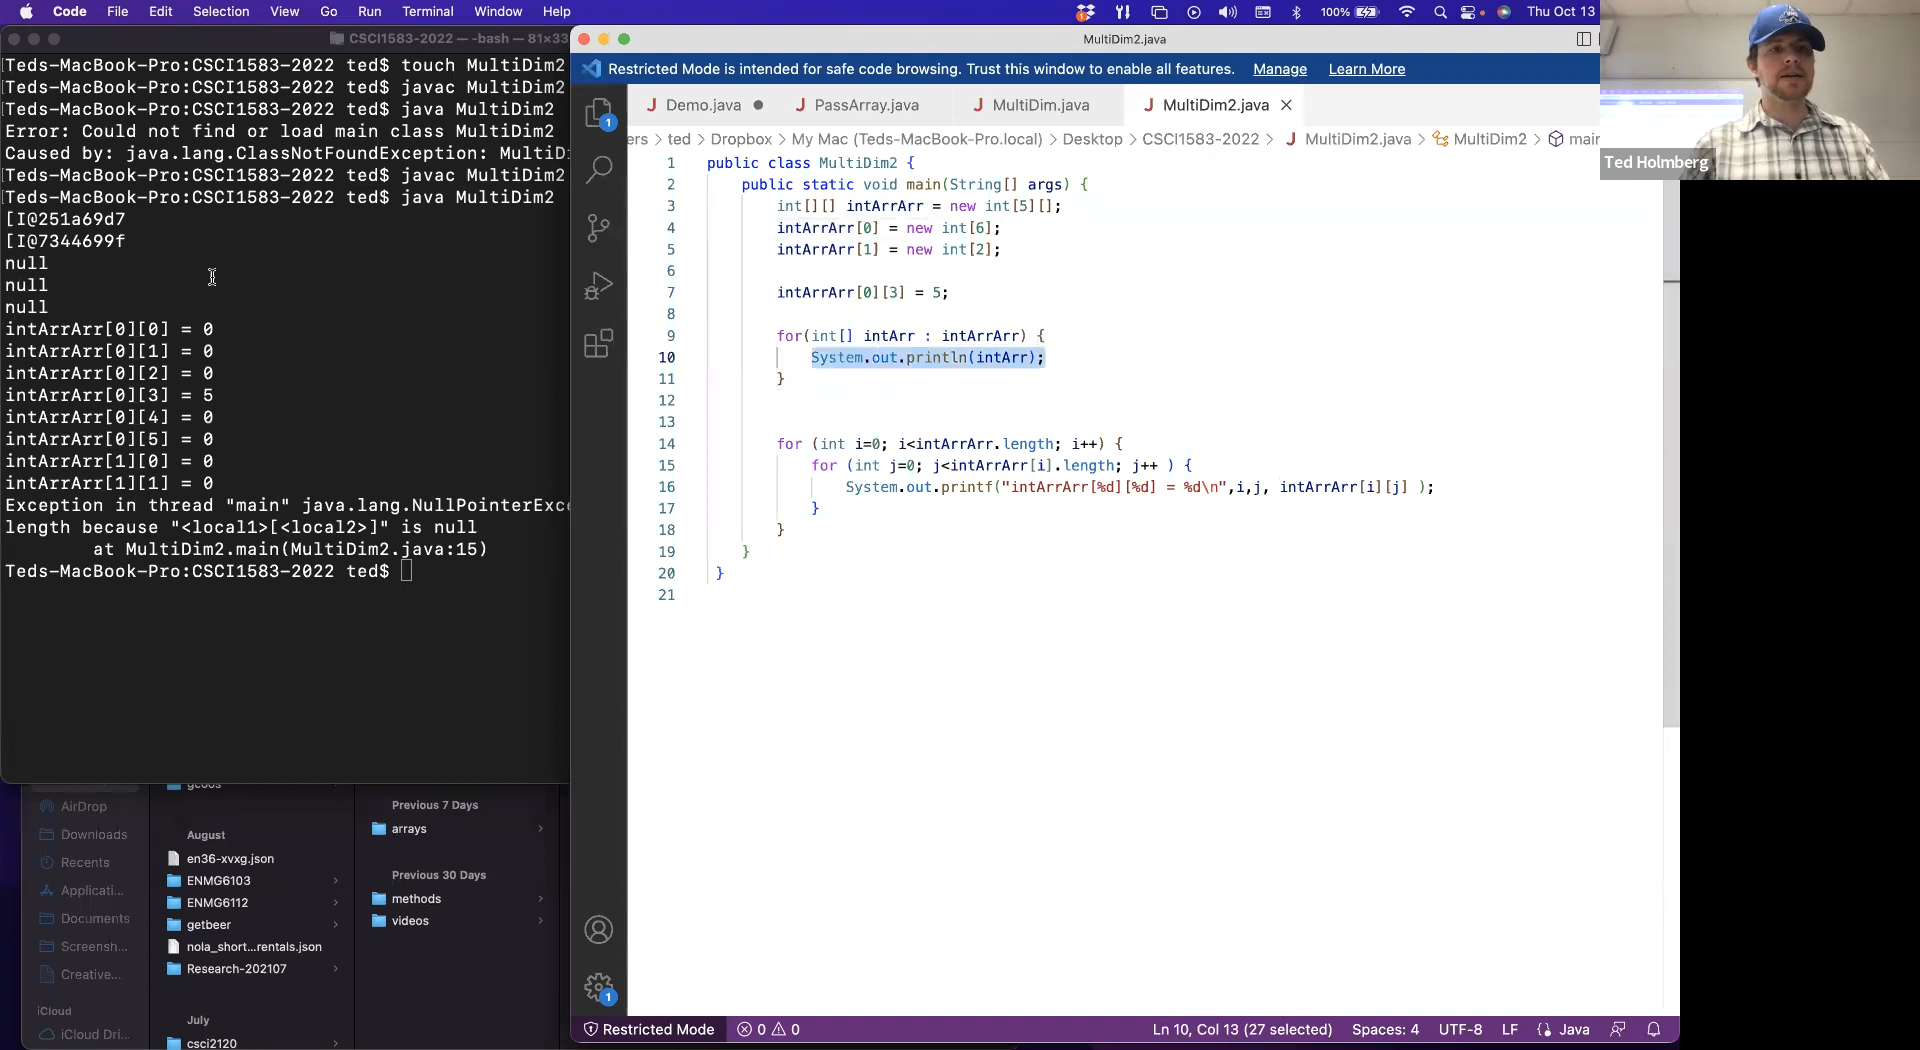 Code File Edit Selection View Go Run Terminal Window Help 100% Thu Oct 13
CSCI1583-2022 — -bash — 81×33
Teds-MacBook-Pro:CSCI1583-2022 ted$ touch MultiDim2
Teds-MacBook-Pro:CSCI1583-2022 ted$ javac MultiDim2
Teds-MacBook-Pro:CSCI1583-2022 ted$ java MultiDim2
Error: Could not find or load main class MultiDim2
Caused by: java.lang.ClassNotFoundException: MultiDi
Teds-MacBook-Pro:CSCI1583-2022 ted$ javac MultiDim2
Teds-MacBook-Pro:CSCI1583-2022 ted$ java MultiDim2
[I@251a69d7
[I@7344699f
null
null
null
intArrArr[0][0] = 0
intArrArr[0][1] = 0
intArrArr[0][2] = 0
intArrArr[0][3] = 5
intArrArr[0][4] = 0
intArrArr[0][5] = 0
intArrArr[1][0] = 0
intArrArr[1][1] = 0
Exception in thread "main" java.lang.NullPointerExce
length because "<local1>[<local2>]" is null
at MultiDim2.main(MultiDim2.java:15)
Teds-MacBook-Pro:CSCI1583-2022 ted$
gcoos
AirDrop
Downloads
Recents
Applicati...
Documents
Screensh...
Creative...
iCloud
iCloud Dri...
August
en36-xvxg.json
ENMG6103
ENMG6112
getbeer
nola_short...rentals.json
Research-202107
July
csci2120
Previous 7 Days
arrays
Previous 30 Days
methods
videos
MultiDim2.java
Restricted Mode is intended for safe code browsing. Trust this window to enable all features. Manage Learn More
1
J Demo.java J PassArray.java J MultiDim.java J MultiDim2.java
ers > ted > Dropbox > My Mac (Teds-MacBook-Pro.local) > Desktop > CSCI1583-2022 > J MultiDim2.java > MultiDim2 > main
1 public class MultiDim2 {
2 public static void main(String[] args) {
3 int[][] intArrArr = new int[5][];
4 intArrArr[0] = new int[6];
5 intArrArr[1] = new int[2];
6
7 intArrArr[0][3] = 5;
8
9 for(int[] intArr : intArrArr) {
10 System.out.println(intArr);
11 }
12
13
14 for (int i=0; i<intArrArr.length; i++) {
15 for (int j=0; j<intArrArr[i].length; j++ ) {
16 System.out.printf("intArrArr[%d][%d] = %d\n",i,j, intArrArr[i][j] );
17 }
18 }
19 }
20 }
21
1
Restricted Mode 0 0 Ln 10, Col 13 (27 selected) Spaces: 4 UTF-8 LF Java
Ted Holmberg